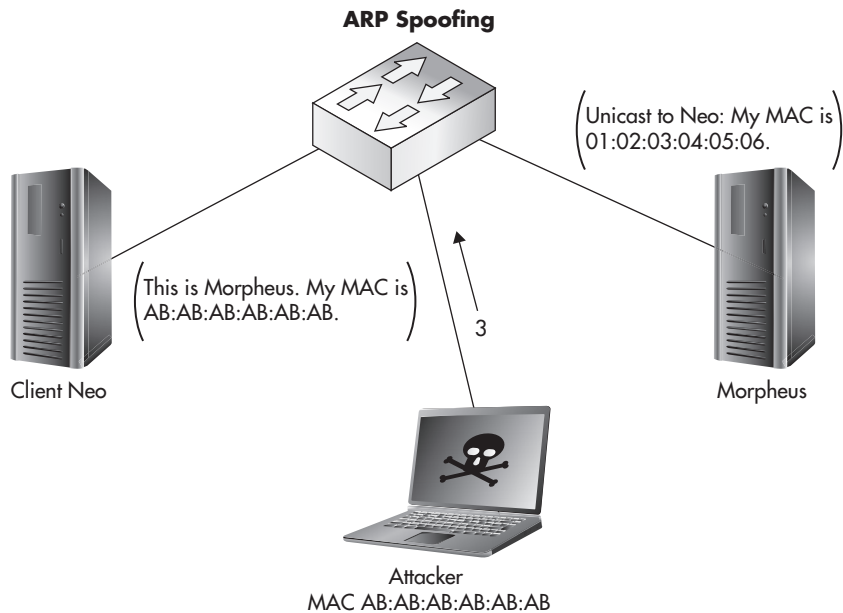 ARP Spoofing
Unicast to Neo: My MAC is
01:02:03:04:05:06.
This is Morpheus. My MAC is
AB:AB:AB:AB:AB:AB.
3
Client Neo
Morpheus
Attacker
MAC AB:AB:AB:AB:AB:AB